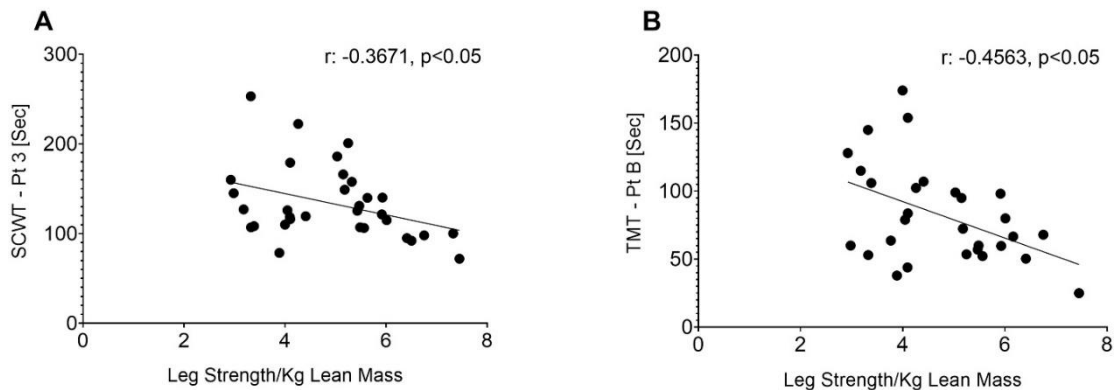 A
r: -0.3671, p<0.05
300
200
100
0
SCWT - Pt 3 [Sec]
0 2 4 6 8
Leg Strength/Kg Lean Mass
B
r: -0.4563, p<0.05
200
150
100
50
0
TMT - Pt B [Sec]
0 2 4 6 8
Leg Strength/Kg Lean Mass